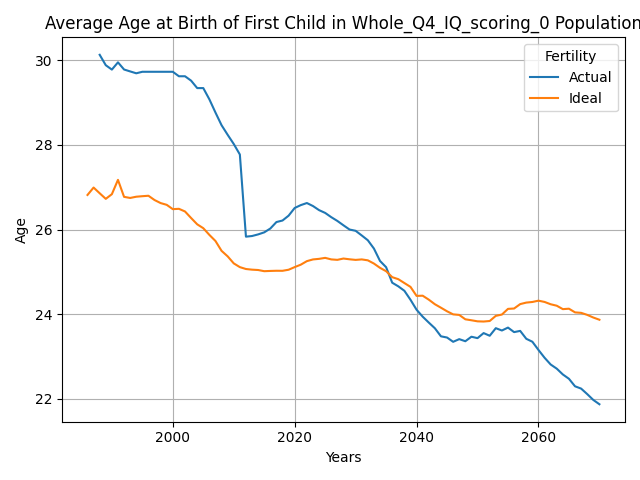 Average Age at Birth of First Child in Whole_Q4_IQ_scoring_0 Population
Fertility
Actual
Ideal
30
28
26
24
22
Age
2000
2020
2040
2060
Years